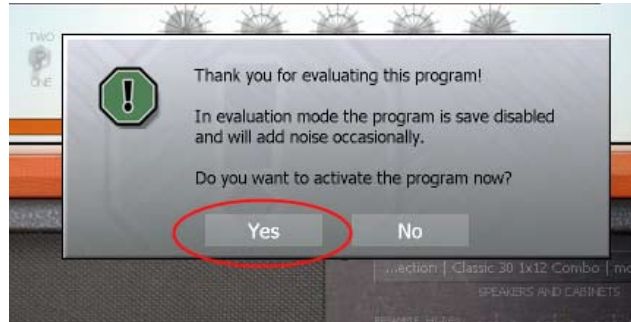 TWO
ONE
Thank you for evaluating this program!
In evaluation mode the program is save disabled
and will add noise occasionally.
Do you want to activate the program now?
Yes
No
...ection | Classic 30 1x12 Combo | mo
SPEAKERS AND CABINETS